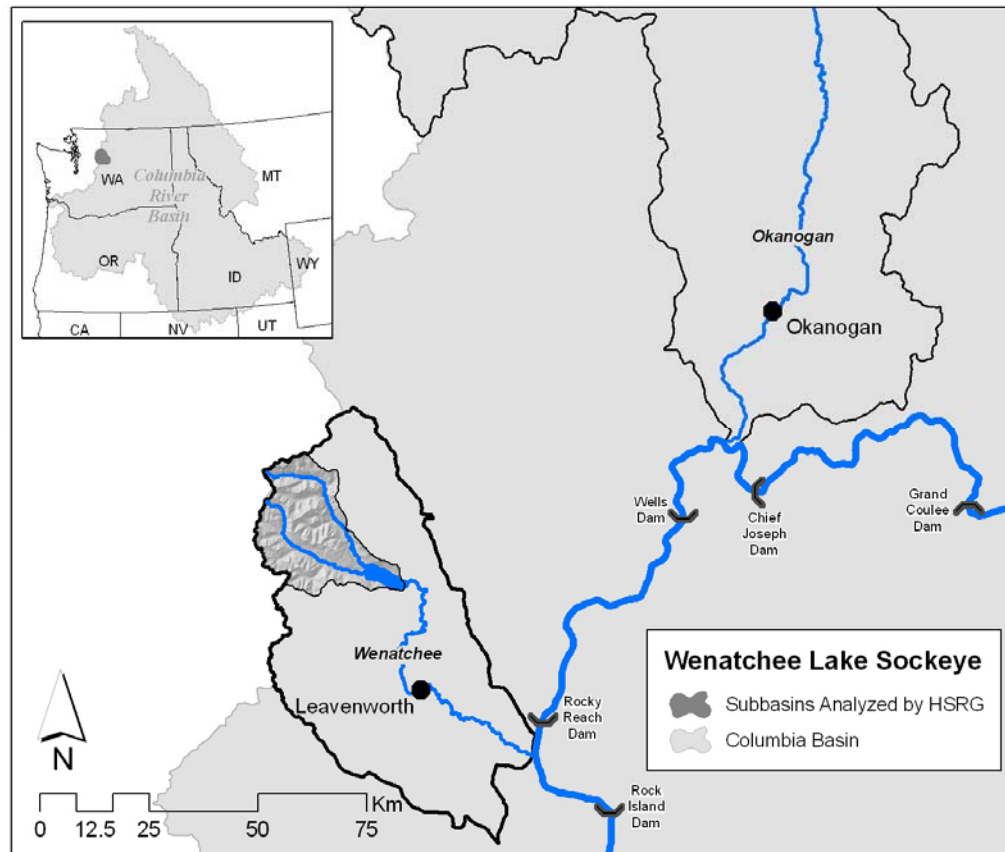 WA
MT
Columbia
River
Basin
OR
ID
WY
CA
NV
UT
Okanogan
Okanogan
Wells
Dam
Chief
Joseph
Dam
Grand
Coulee
Dam
Wenatchee
Leavenworth
Rocky
Reach
Dam
Rock
Island
Dam
Wenatchee Lake Sockeye
Subbasins Analyzed by HSRG
Columbia Basin
N
Km
0 12.5 25 50 75